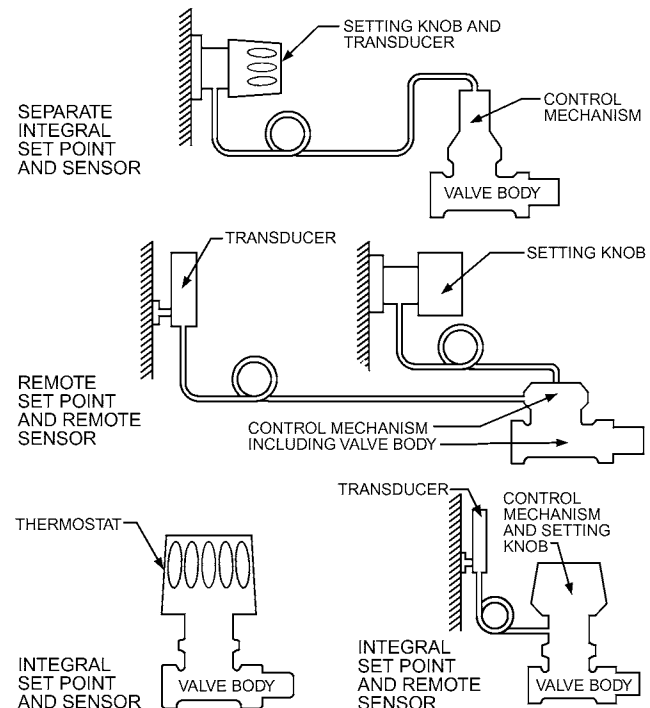 SETTING KNOB AND
TRANSDUCER
SEPARATE
INTEGRAL
SET POINT
AND SENSOR
CONTROL
MECHANISM
VALVE BODY
TRANSDUCER
SETTING KNOB
REMOTE
SET POINT
AND REMOTE
SENSOR
CONTROL MECHANISM
INCLUDING VALVE BODY
THERMOSTAT
INTEGRAL
SET POINT
AND SENSOR
VALVE BODY
TRANSDUCER
CONTROL
MECHANISM
AND SETTING
KNOB
INTEGRAL
SET POINT
AND REMOTE
SENSOR
VALVE BODY